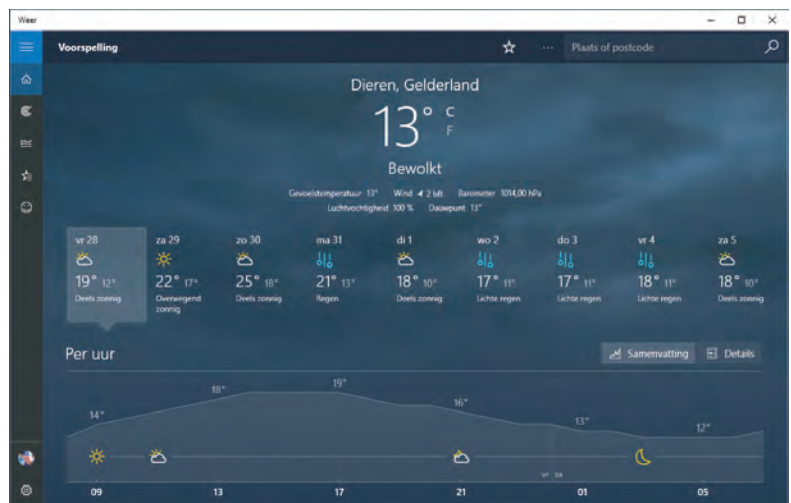 Weer
Voorspelling
Plaats of postcode
Dieren, Gelderland
13° C
F
Bewolkt
Gevoelstemperatuur 13° Wind 2 bft Barometer 1014,00 hPa
Luchtvochtigheid 100 % Dauwpunt 13°
vr 28 za 29 zo 30 ma 31 di 1 wo 2 do 3 vr 4 za 5
19° 12° 22° 17° 25° 18° 21° 13° 18° 10° 17° 11° 17° 11° 18° 11° 18° 10°
Deels zonnig Overwegend zonnig Deels zonnig Regen Deels zonnig Lichte regen Lichte regen Lichte regen Deels zonnig
Per uur
Samenvatting Details
14° 18° 19° 16° 13° 12°
vr 28
09 13 17 21 01 05